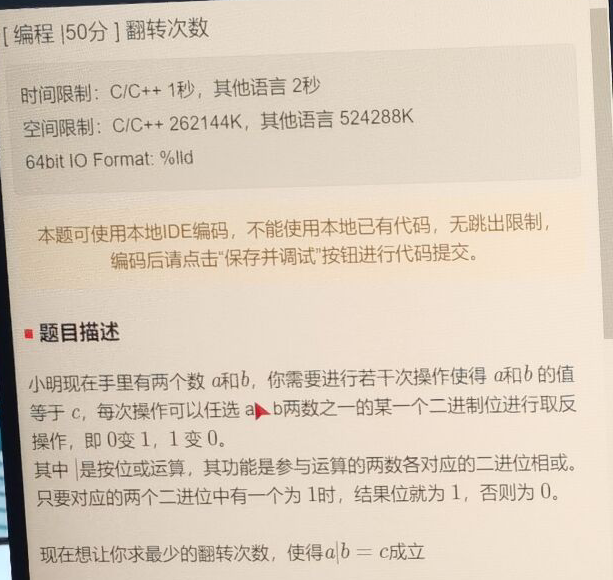 [ 编程 |50分 ] 翻转次数
时间限制：C/C++ 1秒，其他语言 2秒
空间限制：C/C++ 262144K，其他语言 524288K
64bit IO Format: %lld
本题可使用本地IDE编码，不能使用本地已有代码，无跳出限制，
编码后请点击“保存并调试”按钮进行代码提交。
题目描述
小明现在手里有两个数 a和b，你需要进行若干次操作使得 a和b 的值
等于 c，每次操作可以任选 a b两数之一的某一个二进制位进行取反
操作，即 0变 1，1 变 0。
其中 |是按位或运算，其功能是参与运算的两数各对应的二进位相或。
只要对应的两个二进位中有一个为 1时，结果位就为 1，否则为 0。
现在想让你求最少的翻转次数，使得a|b = c成立